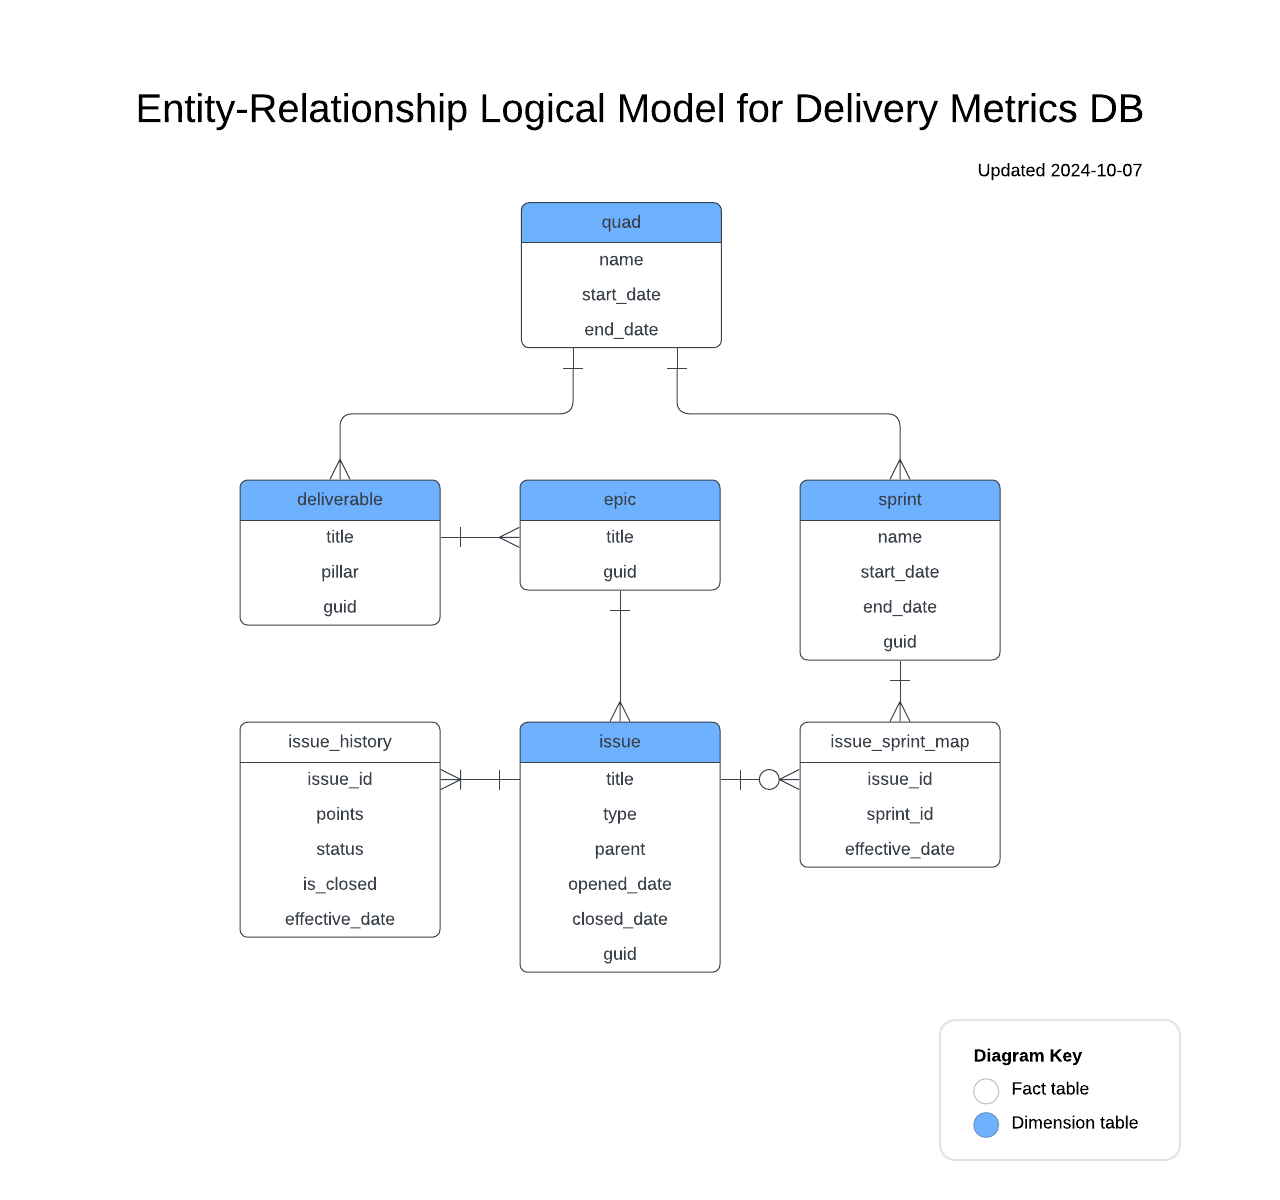 Entity-Relationship Logical Model for Delivery Metrics DB
Updated 2024-10-07
quad
name
start_date
end_date
deliverable
title
pillar
guid
epic
title
guid
sprint
name
start_date
end_date
guid
issue_history
issue_id
points
status
is_closed
effective_date
issue
title
type
parent
opened_date
closed_date
guid
issue_sprint_map
issue_id
sprint_id
effective_date
Diagram Key
Fact table
Dimension table